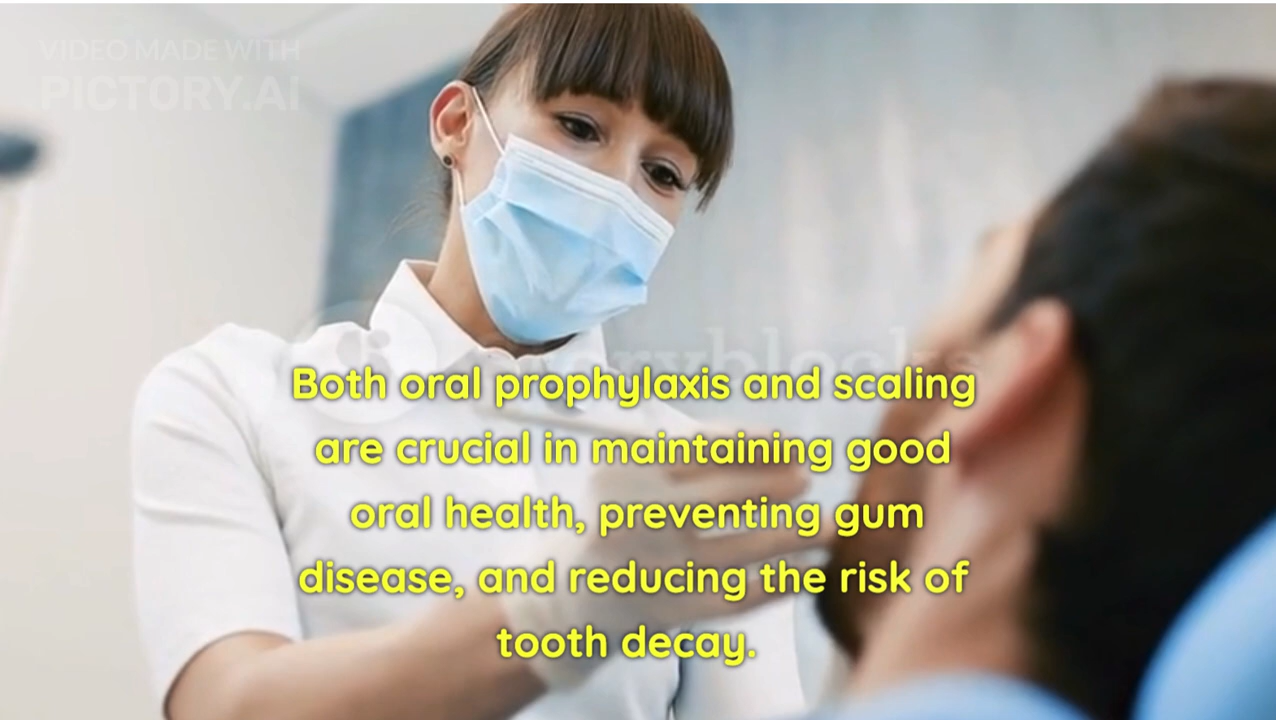 VIDEO MADE WITH
PICTORY.AI
storyblocks
Both oral prophylaxis and scaling
are crucial in maintaining good
oral health, preventing gum
disease, and reducing the risk of
tooth decay.